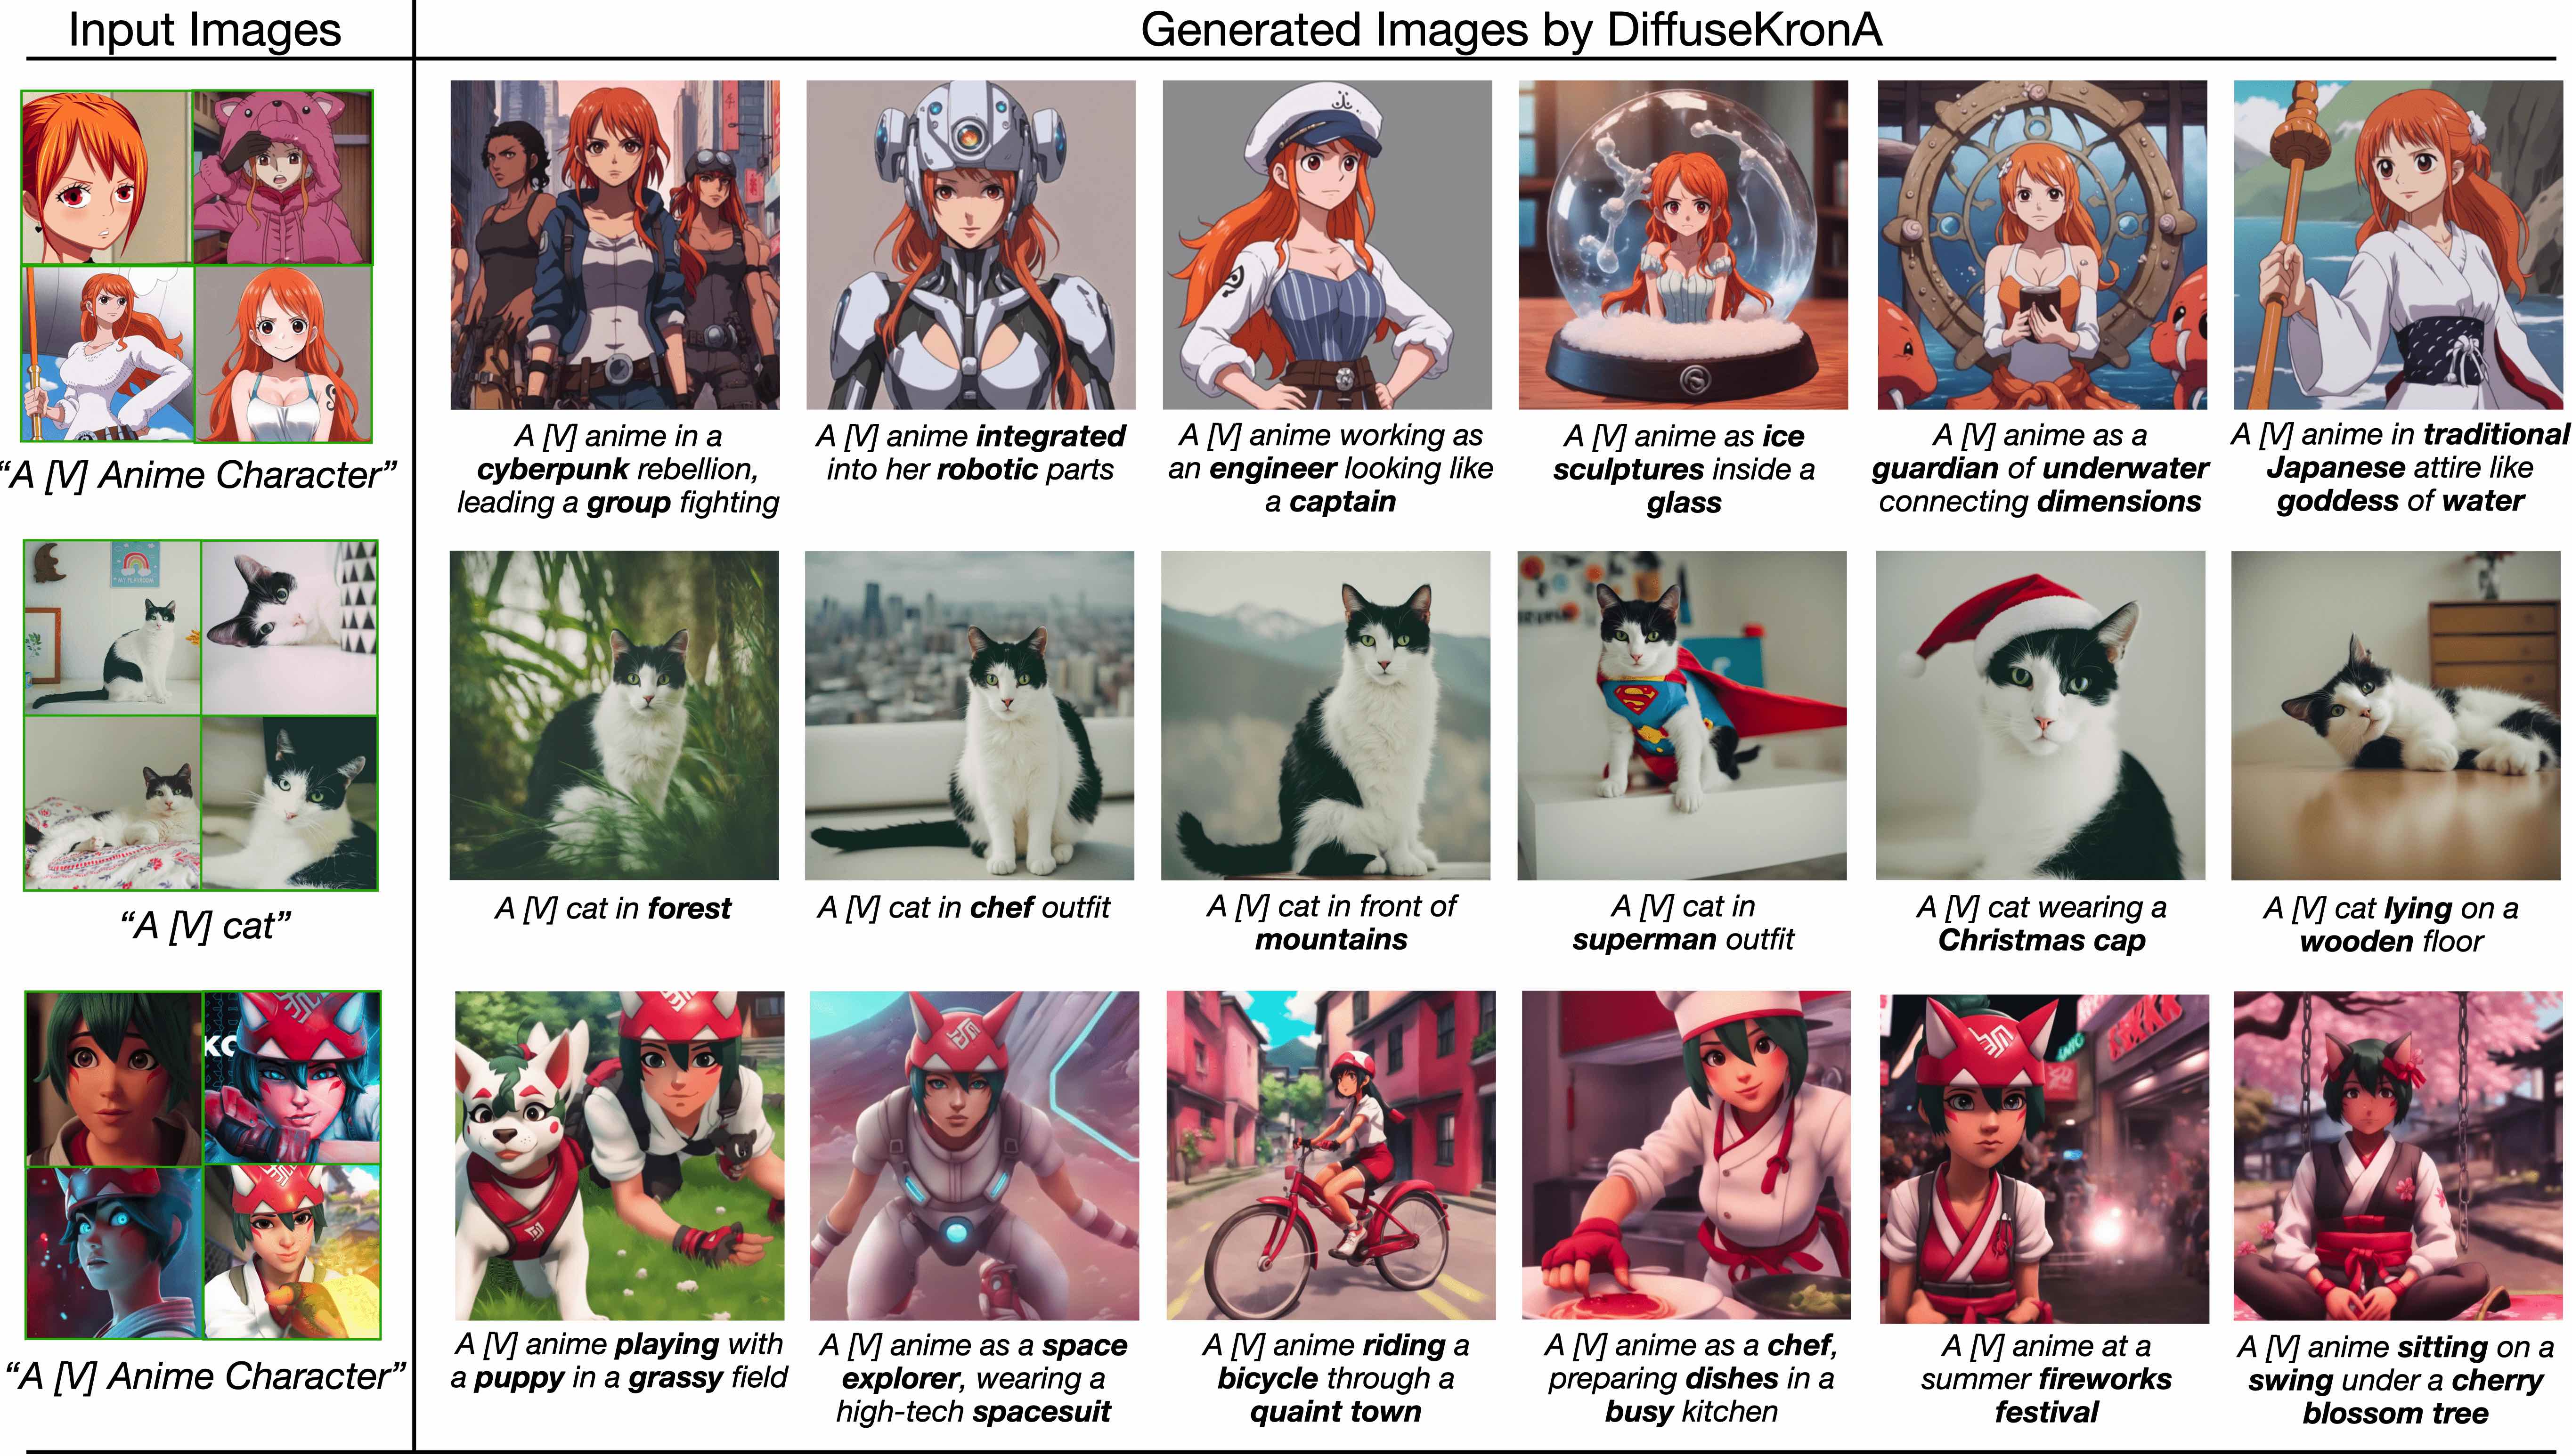 Input Images
Generated Images by DiffuseKronA
“A [V] Anime Character”
A [V] anime in a
cyberpunk rebellion,
leading a group fighting
A [V] anime integrated
into her robotic parts
A [V] anime working as
an engineer looking like
a captain
A [V] anime as ice
sculptures inside a
glass
A [V] anime as a
guardian of underwater
connecting dimensions
A [V] anime in traditional
Japanese attire like
goddess of water
MY PLAYROOM
“A [V] cat”
A [V] cat in forest
A [V] cat in chef outfit
A [V] cat in front of
mountains
S
A [V] cat in
superman outfit
A [V] cat wearing a
Christmas cap
A [V] cat lying on a
wooden floor
KO
“A [V] Anime Character”
A [V] anime playing with
a puppy in a grassy field
A [V] anime as a space
explorer, wearing a
high-tech spacesuit
A [V] anime riding a
bicycle through a
quaint town
A [V] anime as a chef,
preparing dishes in a
busy kitchen
A [V] anime at a
summer fireworks
festival
A [V] anime sitting on a
swing under a cherry
blossom tree